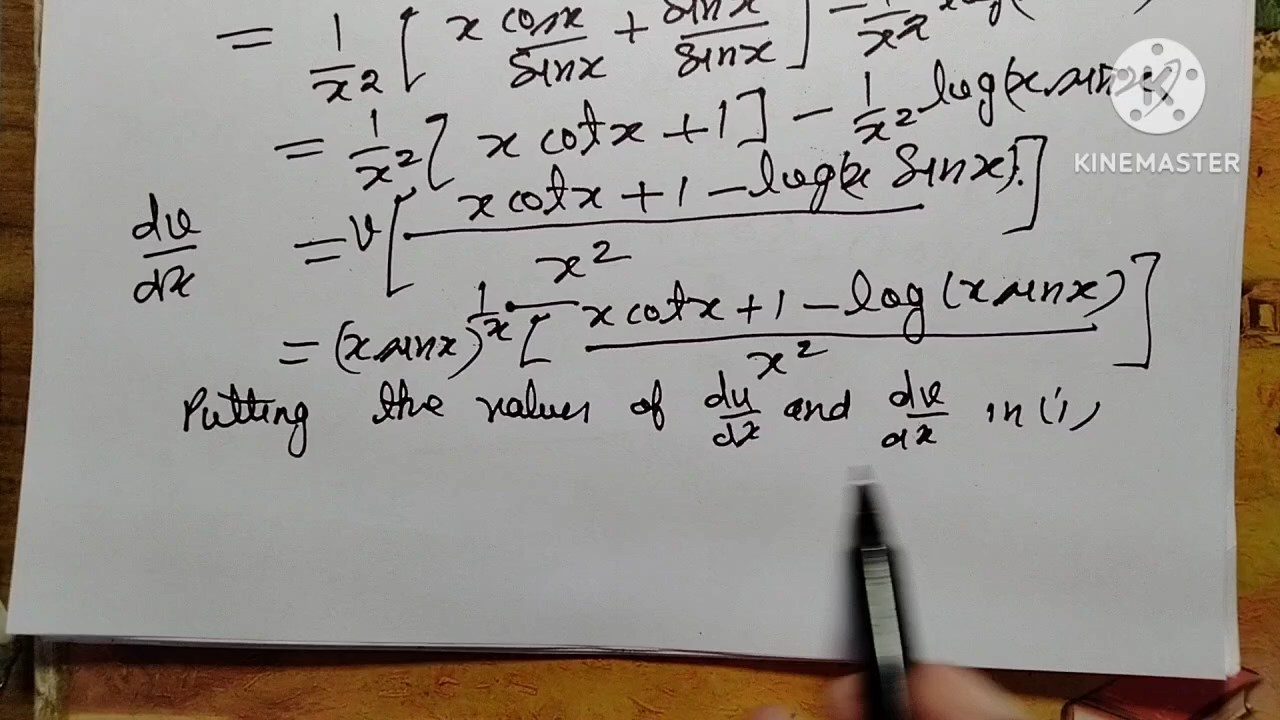 = 1/x² [ x cosx/sinx + sinx/sinx ] - 1/x²
= 1/x² [ x cotx + 1 ] - 1/x² log(x sinx)
KINEMASTER
dv/dx = v [ x cotx + 1 - log(x sinx) / x² ]
= (x sinx)^1/x [ x cotx + 1 - log(x sinx) / x² ]
Putting the values of du/dx and dv/dx in (1)